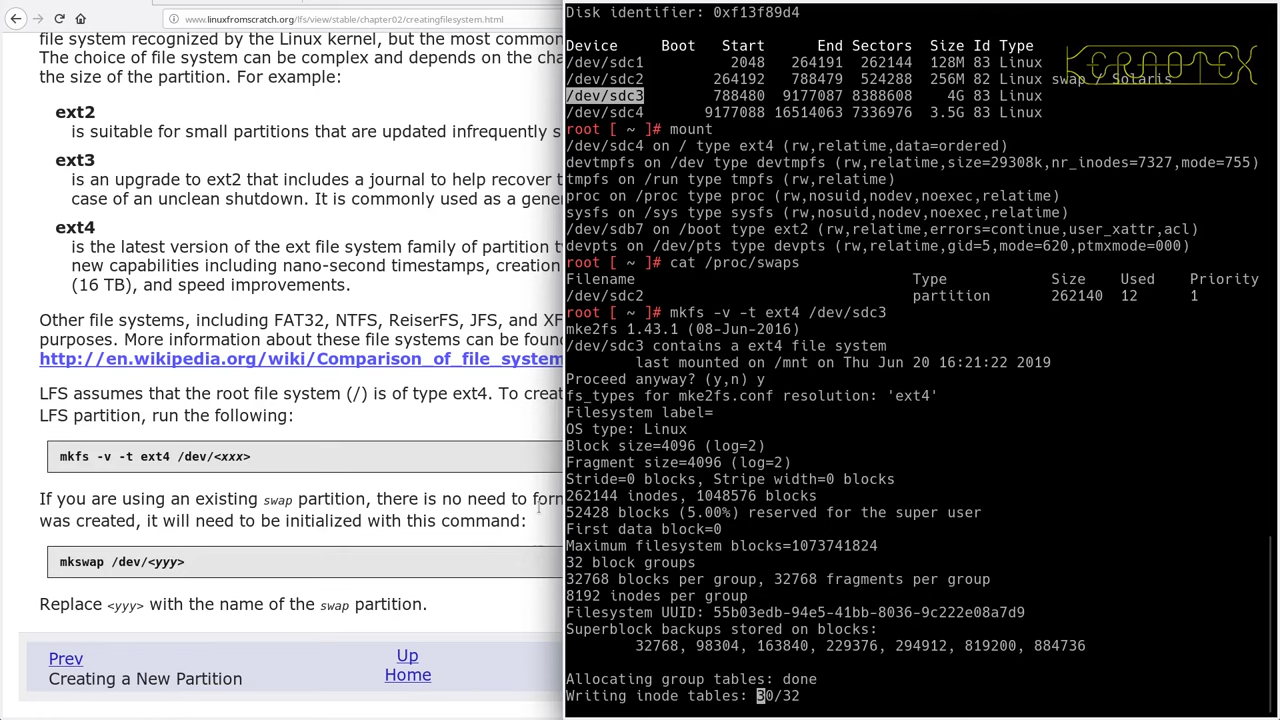 www.linuxfromscratch.org/lfs/view/stable/chapter02/creatingfilesystem.html
file system recognized by the Linux kernel, but the most common
The choice of file system can be complex and depends on the cha
the size of the partition. For example:
ext2
is suitable for small partitions that are updated infrequently s
ext3
is an upgrade to ext2 that includes a journal to help recover t
case of an unclean shutdown. It is commonly used as a gene
ext4
is the latest version of the ext file system family of partition t
new capabilities including nano-second timestamps, creation
(16 TB), and speed improvements.
Other file systems, including FAT32, NTFS, ReiserFS, JFS, and XF
purposes. More information about these file systems can be foun
http://en.wikipedia.org/wiki/Comparison_of_file_system
LFS assumes that the root file system (/) is of type ext4. To creat
LFS partition, run the following:
mkfs -v -t ext4 /dev/<xxx>
If you are using an existing swap partition, there is no need to form
was created, it will need to be initialized with this command:
mkswap /dev/<yyy>
Replace <yyy> with the name of the swap partition.
Prev
Up
Creating a New Partition
Home
Disk identifier: 0xf13f89d4
Device Boot Start End Sectors Size Id Type
/dev/sdc1 2048 264191 262144 128M 83 Linux
/dev/sdc2 264192 788479 524288 256M 82 Linux swap / Solaris
/dev/sdc3 788480 9177087 8388608 4G 83 Linux
/dev/sdc4 9177088 16514063 7336976 3.5G 83 Linux
root [ ~ ]# mount
/dev/sdc4 on / type ext4 (rw,relatime,data=ordered)
devtmpfs on /dev type devtmpfs (rw,relatime,size=29308k,nr_inodes=7327,mode=755)
tmpfs on /run type tmpfs (rw,relatime)
proc on /proc type proc (rw,nosuid,nodev,noexec,relatime)
sysfs on /sys type sysfs (rw,nosuid,nodev,noexec,relatime)
/dev/sdb7 on /boot type ext2 (rw,relatime,errors=continue,user_xattr,acl)
devpts on /dev/pts type devpts (rw,relatime,gid=5,mode=620,ptmxmode=000)
root [ ~ ]# cat /proc/swaps
Filename Type Size Used Priority
/dev/sdc2 partition 262140 12 1
root [ ~ ]# mkfs -v -t ext4 /dev/sdc3
mke2fs 1.43.1 (08-Jun-2016)
/dev/sdc3 contains a ext4 file system
last mounted on /mnt on Thu Jun 20 16:21:22 2019
Proceed anyway? (y,n) y
fs_types for mke2fs.conf resolution: 'ext4'
Filesystem label=
OS type: Linux
Block size=4096 (log=2)
Fragment size=4096 (log=2)
Stride=0 blocks, Stripe width=0 blocks
262144 inodes, 1048576 blocks
52428 blocks (5.00%) reserved for the super user
First data block=0
Maximum filesystem blocks=1073741824
32 block groups
32768 blocks per group, 32768 fragments per group
8192 inodes per group
Filesystem UUID: 55b03edb-94e5-41bb-8036-9c222e08a7d9
Superblock backups stored on blocks:
32768, 98304, 163840, 229376, 294912, 819200, 884736
Allocating group tables: done
Writing inode tables: 30/32